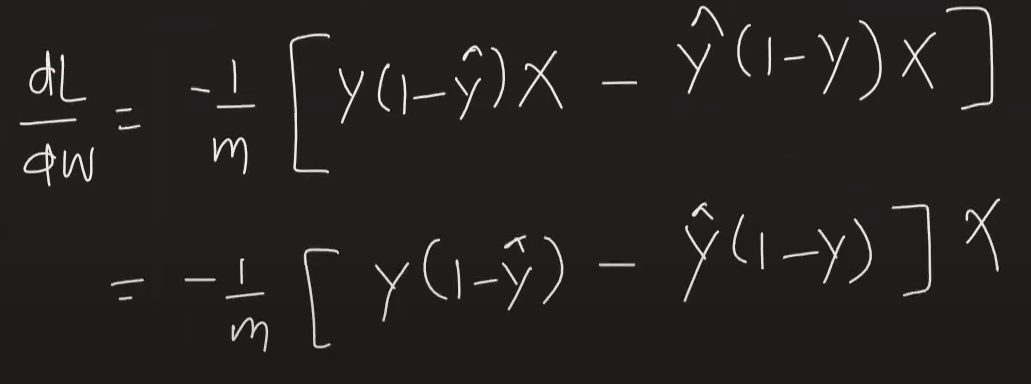 dL/dW = -1/m [y(1-ŷ)X - ŷ(1-y)X]
= -1/m [y(1-ŷ) - ŷ(1-y)]X